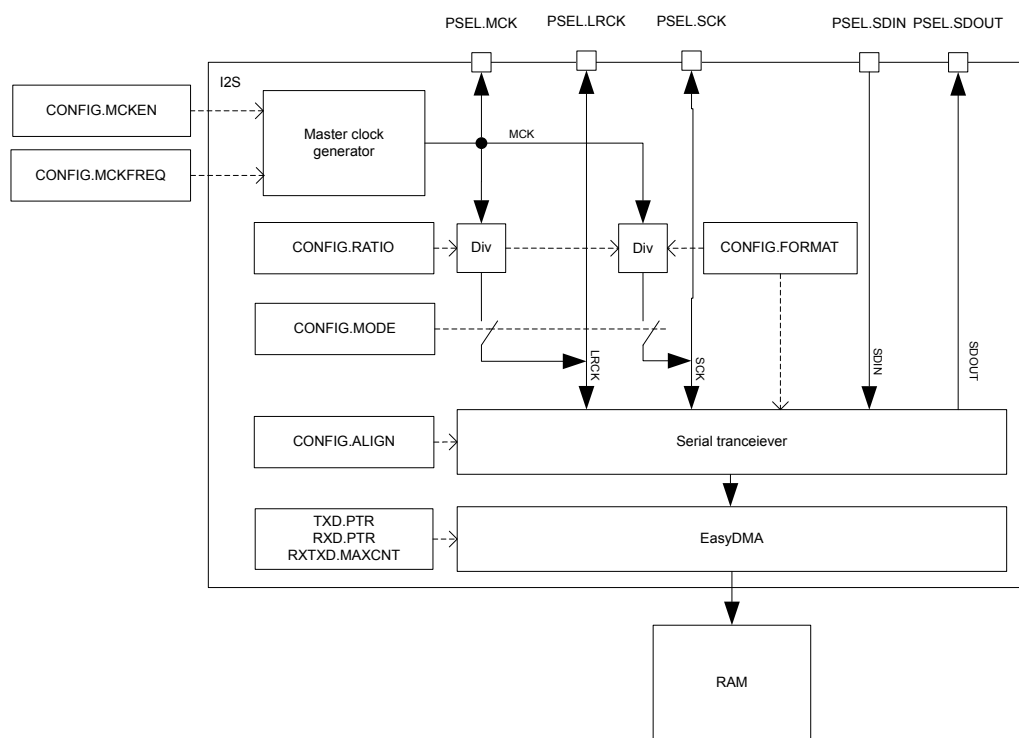 PSEL.MCK
PSEL.LRCK
PSEL.SCK
PSEL.SDIN
PSEL.SDOUT
I2S
CONFIG.MCKEN
Master clock
generator
MCK
CONFIG.MCKFREQ
CONFIG.RATIO
Div
Div
CONFIG.FORMAT
CONFIG.MODE
LRCK
SCK
SDIN
SDOUT
CONFIG.ALIGN
Serial tranceiever
TXD.PTR
RXD.PTR
RXTXD.MAXCNT
EasyDMA
RAM